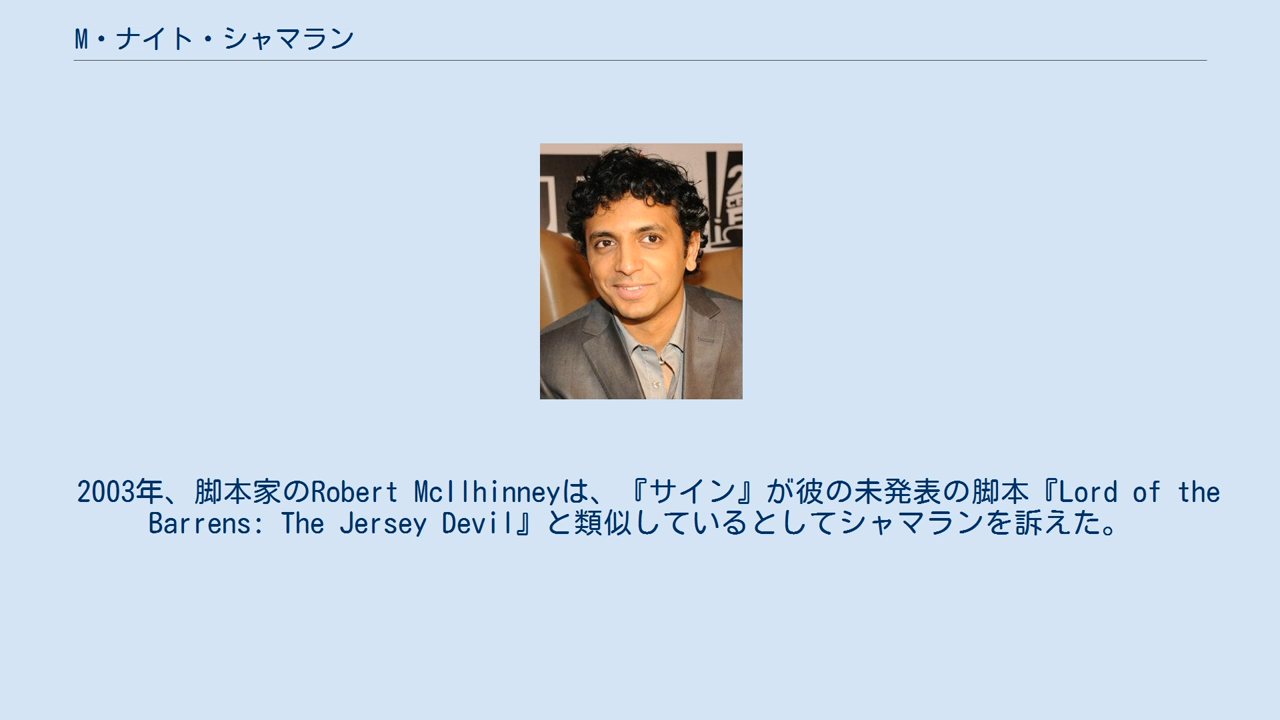 M・ナイト・シャマラン
2003年、脚本家のRobert McIlhinneyは、『サイン』が彼の未発表の脚本『Lord of the
Barrens: The Jersey Devil』と類似しているとしてシャマランを訴えた。